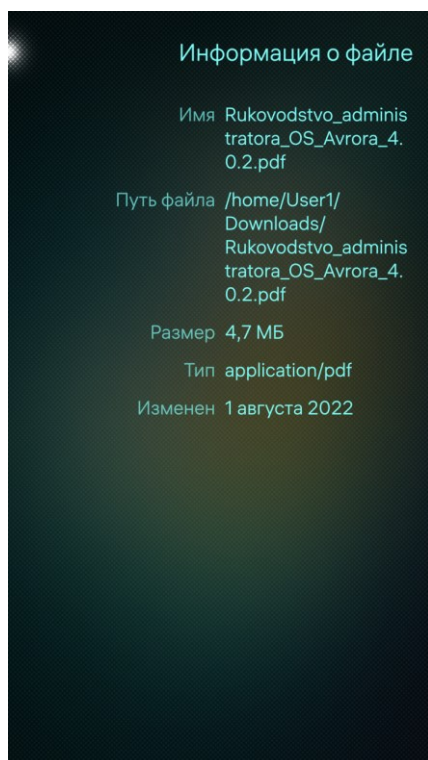 Информация о файле
Имя Rukovodstvo_adminis
tratora_OS_Avrora_4.
0.2.pdf
Путь файла /home/User1/
Downloads/
Rukovodstvo_adminis
tratora_OS_Avrora_4.
0.2.pdf
Размер 4,7 МБ
Тип application/pdf
Изменен 1 августа 2022